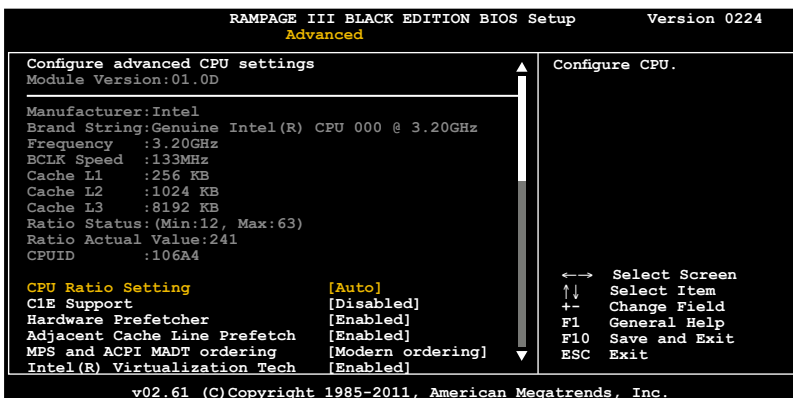 RAMPAGE III BLACK EDITION BIOS Setup Version 0224
Advanced
Configure advanced CPU settings
Module Version:01.0D
Manufacturer:Intel
Brand String:Genuine Intel(R) CPU 000 @ 3.20GHz
Frequency :3.20GHz
BCLK Speed :133MHz
Cache L1 :256 KB
Cache L2 :1024 KB
Cache L3 :8192 KB
Ratio Status:(Min:12, Max:63)
Ratio Actual Value:241
CPUID :106A4
CPU Ratio Setting [Auto]
C1E Support [Disabled]
Hardware Prefetcher [Enabled]
Adjacent Cache Line Prefetch [Enabled]
MPS and ACPI MADT ordering [Modern ordering]
Intel(R) Virtualization Tech [Enabled]
Configure CPU.
←→ Select Screen
↑↓ Select Item
+- Change Field
F1 General Help
F10 Save and Exit
ESC Exit
v02.61 (C)Copyright 1985-2011, American Megatrends, Inc.